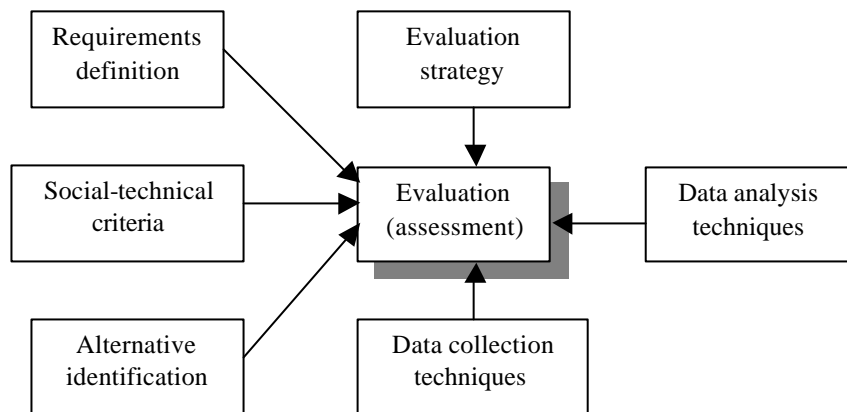 Requirements
definition
Evaluation
strategy
Social-technical
criteria
Evaluation
(assessment)
Data analysis
techniques
Alternative
identification
Data collection
techniques